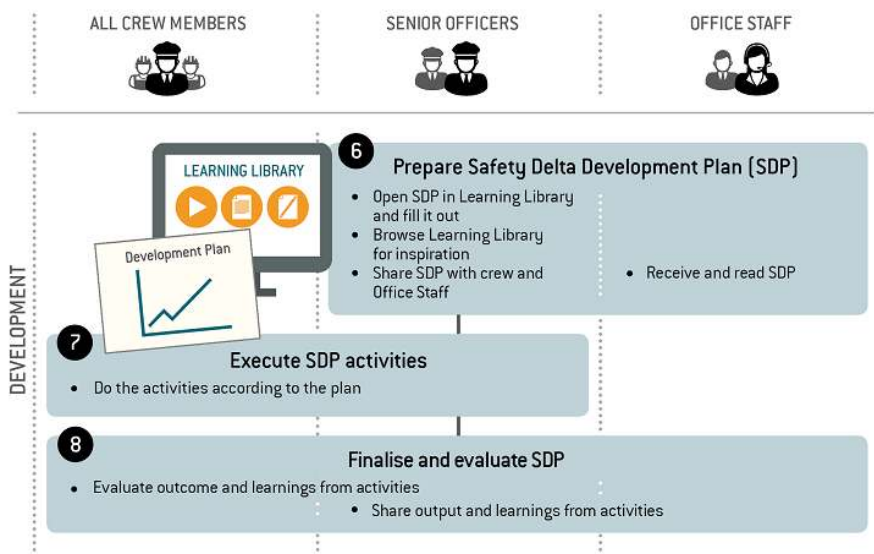 ALL CREW MEMBERS
SENIOR OFFICERS
OFFICE STAFF
DEVELOPMENT
LEARNING LIBRARY
Development Plan
6
Prepare Safety Delta Development Plan (SDP)
• Open SDP in Learning Library
and fill it out
• Browse Learning Library
for inspiration
• Share SDP with crew and
Office Staff
• Receive and read SDP
7
Execute SDP activities
• Do the activities according to the plan
8
Finalise and evaluate SDP
• Evaluate outcome and learnings from activities
• Share output and learnings from activities